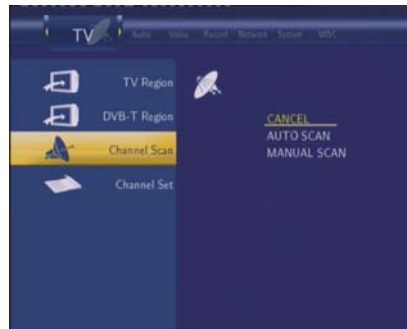 TV Audio Video Record Network System MISC
TV Region
DVB-T Region
Channel Scan
Channel Set
CANCEL
AUTO SCAN
MANUAL SCAN